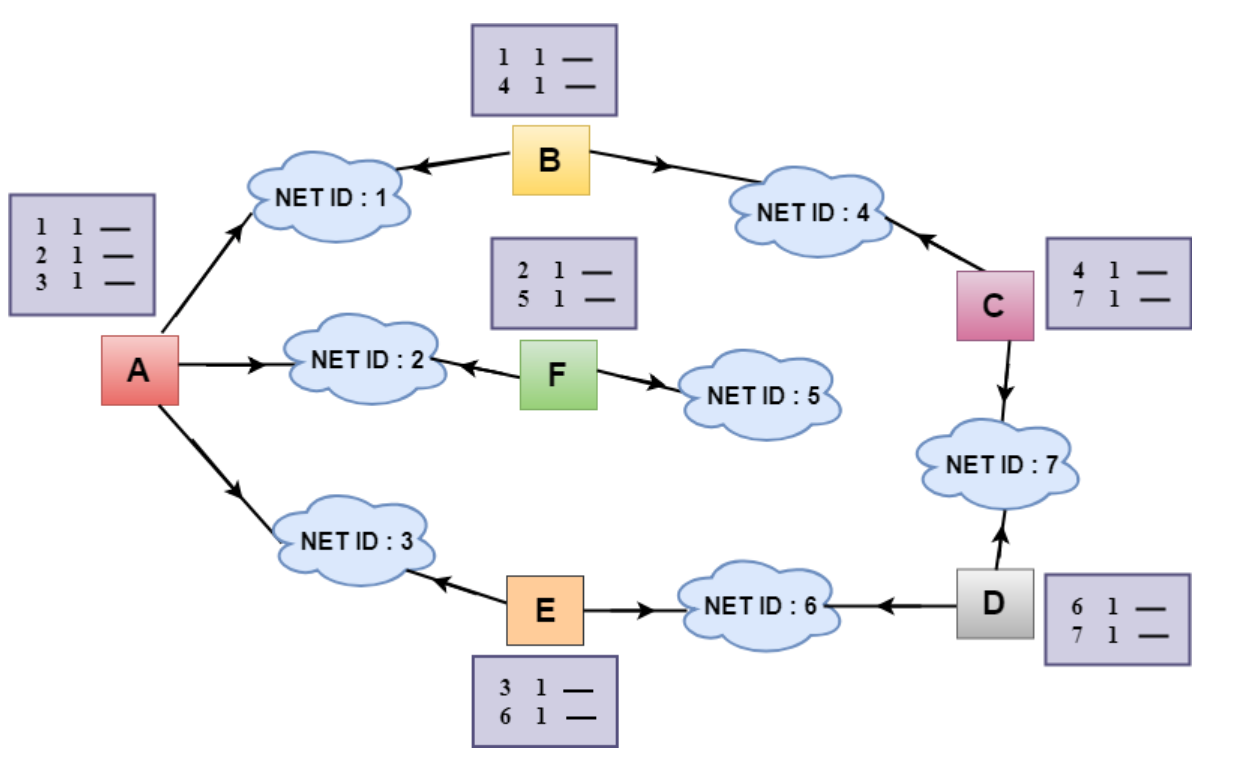 1 1 —
4 1 —
B
NET ID : 1
NET ID : 4
1 1 —
2 1 —
3 1 —
2 1 —
5 1 —
4 1 —
7 1 —
C
A
NET ID : 2
F
NET ID : 5
NET ID : 7
NET ID : 3
E
NET ID : 6
D
6 1 —
7 1 —
3 1 —
6 1 —